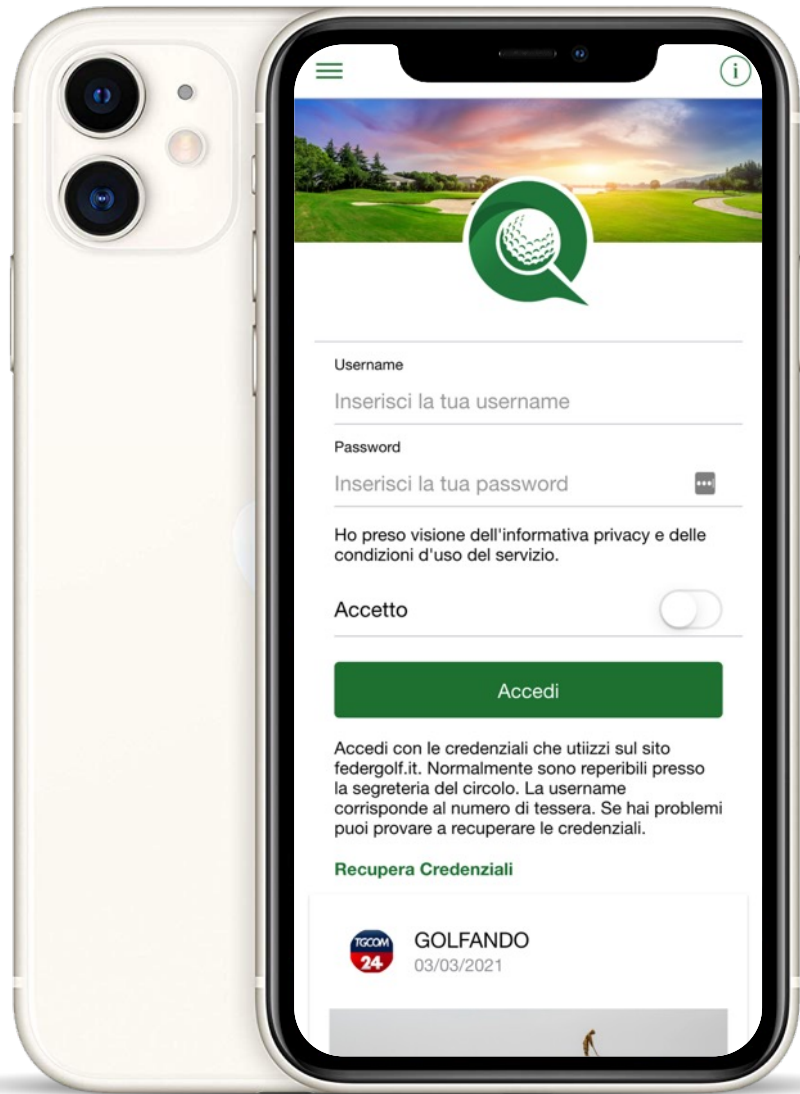 i
Username
Inserisci la tua username
Password
Inserisci la tua password
Ho preso visione dell'informativa privacy e delle
condizioni d'uso del servizio.
Accetto
Accedi
Accedi con le credenziali che utiizzi sul sito
federgolf.it. Normalmente sono reperibili presso
la segreteria del circolo. La username
corrisponde al numero di tessera. Se hai problemi
puoi provare a recuperare le credenziali.
Recupera Credenziali
TGCOM
24
GOLFANDO
03/03/2021